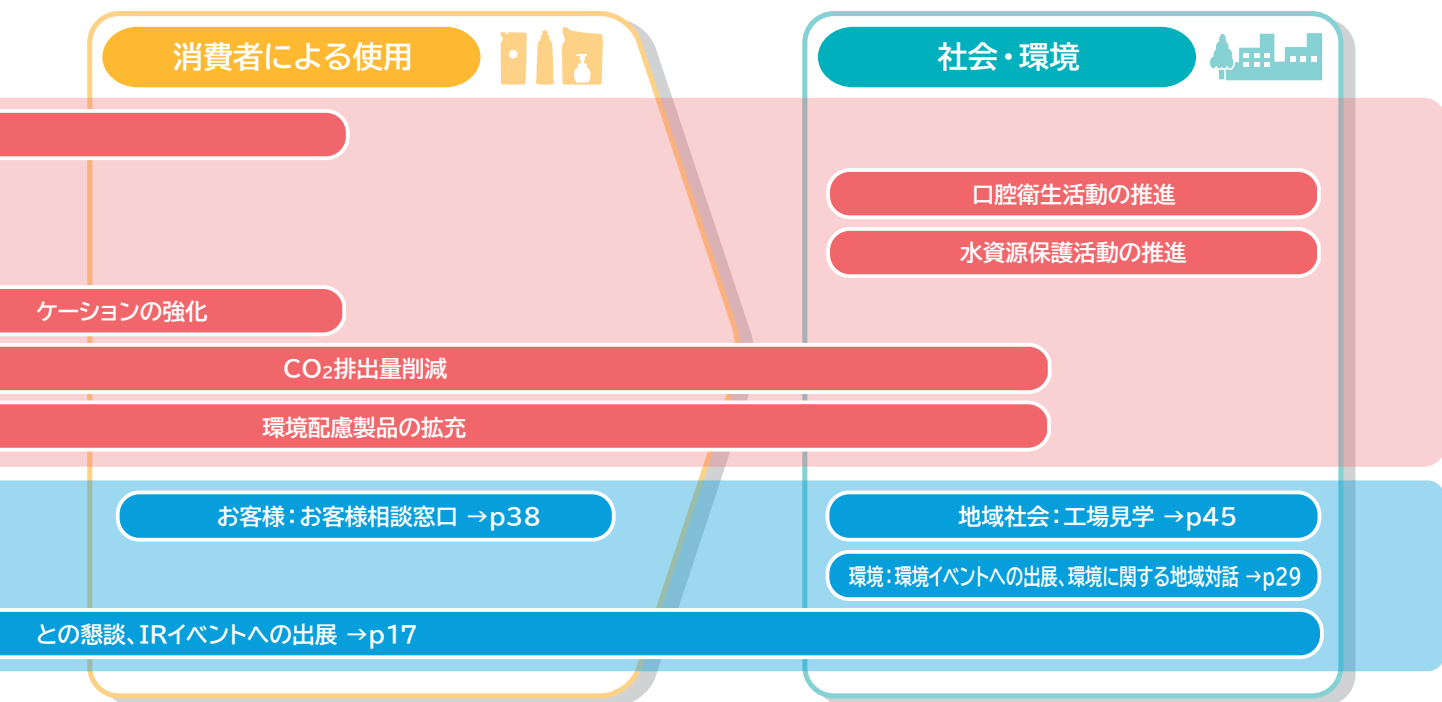 消費者による使用
社会・環境
口腔衛生活動の推進
水資源保護活動の推進
ケーションの強化
CO₂排出量削減
環境配慮製品の拡充
お客様：お客様相談窓口 →p38
地域社会：工場見学 →p45
環境：環境イベントへの出展、環境に関する地域対話 →p29
との懇談、IRイベントへの出展 →p17